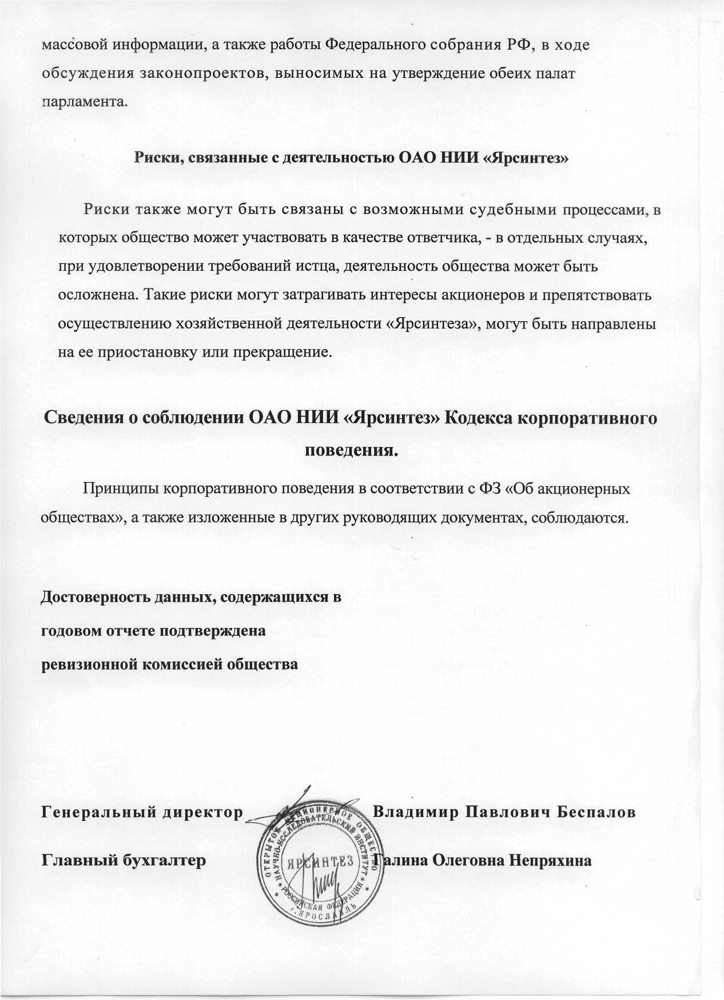 массовой информации, а также работы Федерального собрания РФ, в ходе
обсуждения законопроектов, выносимых на утверждение обеих палат
парламента.
Риски, связанные с деятельностью ОАО НИИ «Ярсинтез»
Риски также могут быть связаны с возможными судебными процессами, в
которых общество может участвовать в качестве ответчика, - в отдельных случаях,
при удовлетворении требований истца, деятельность общества может быть
осложнена. Такие риски могут затрагивать интересы акционеров и препятствовать
осуществлению хозяйственной деятельности «Ярсинтеза», могут быть направлены
на ее приостановку или прекращение.
Сведения о соблюдении ОАО НИИ «Ярсинтез» Кодекса корпоративного
поведения.
Принципы корпоративного поведения в соответствии с ФЗ «Об акционерных
обществах», а также изложенные в других руководящих документах, соблюдаются.
Достоверность данных, содержащихся в
годовом отчете подтверждена
ревизионной комиссией общества
Генеральный директор Владимир Павлович Беспалов
Главный бухгалтер Галина Олеговна Непряхина
ОТКРЫТОЕ АКЦИОНЕРНОЕ ОБЩЕСТВО
НАУЧНО-ИССЛЕДОВАТЕЛЬСКИЙ ИНСТИТУТ
ЯРСИНТЕЗ
РОССИЙСКАЯ ФЕДЕРАЦИЯ
г. ЯРОСЛАВЛЬ